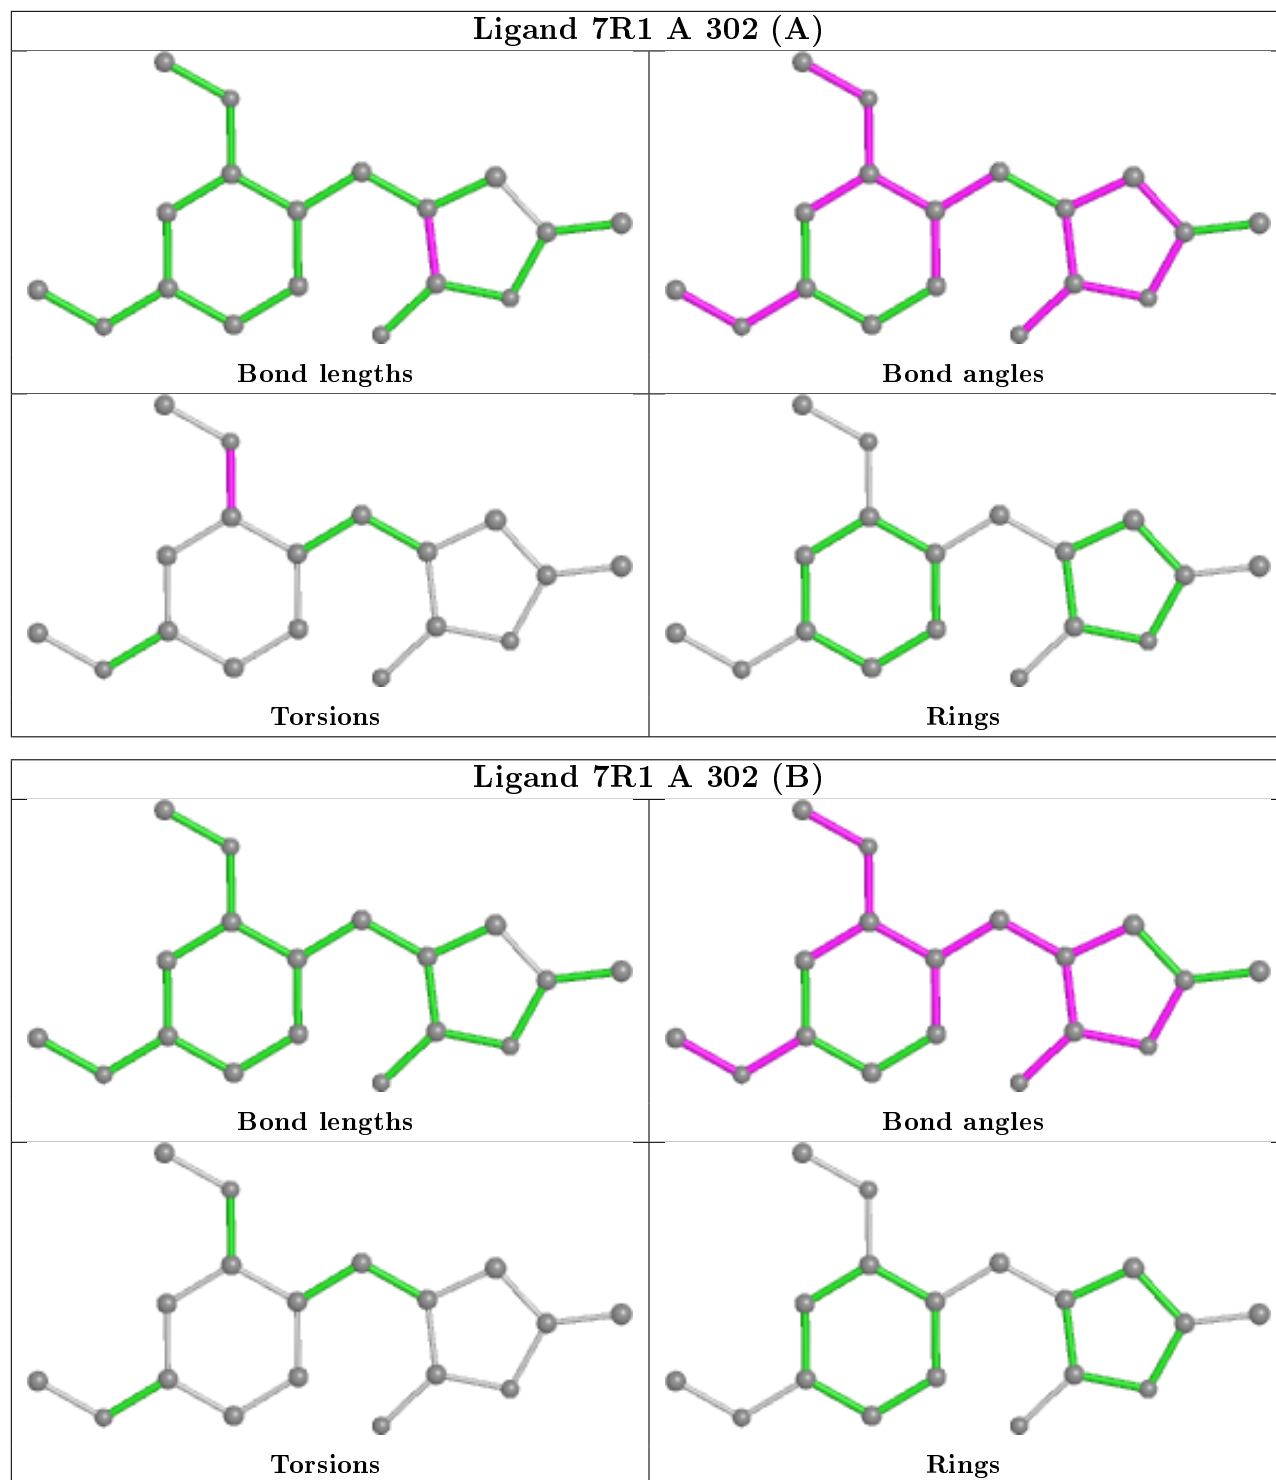 Ligand 7R1 A 302 (A)
Bond lengths
Bond angles
Torsions
Rings
Ligand 7R1 A 302 (B)
Bond lengths
Bond angles
Torsions
Rings